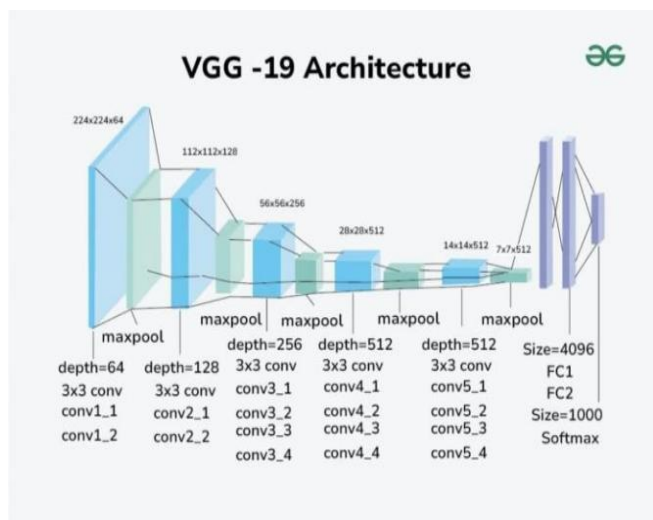 VGG -19 Architecture
224x224x64
112x112x128
56x56x256
28x28x512
14x14x512
7x7x512
maxpool
maxpool
maxpool
maxpool
maxpool
depth=64
3x3 conv
conv1_1
conv1_2
depth=128
3x3 conv
conv2_1
conv2_2
depth=256
3x3 conv
conv3_1
conv3_2
conv3_3
conv3_4
depth=512
3x3 conv
conv4_1
conv4_2
conv4_3
conv4_4
depth=512
3x3 conv
conv5_1
conv5_2
conv5_3
conv5_4
Size=4096
FC1
FC2
Size=1000
Softmax